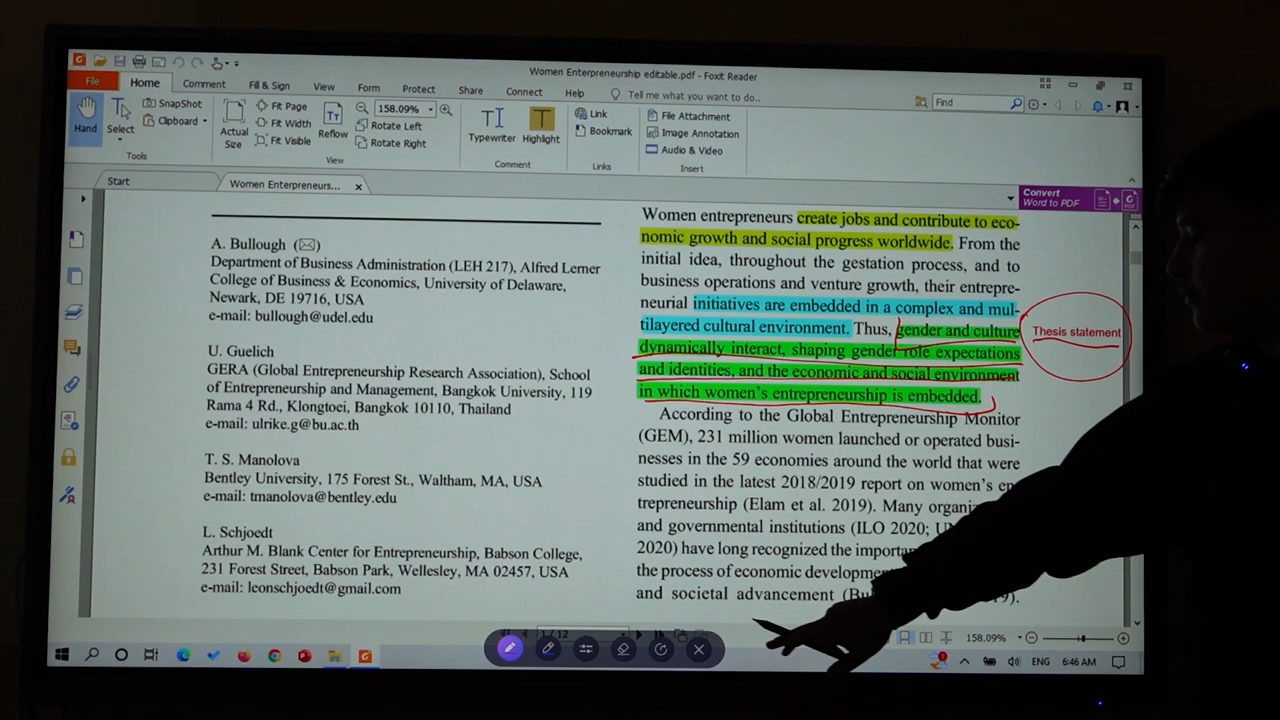 Women Enterpreneurship editable.pdf - Foxit Reader
File
Home
Comment
Fill & Sign
View
Form
Protect
Share
Connect
Help
Tell me what you want to do..
Find
Hand
Select
SnapShot
Clipboard
Tools
Actual
Size
Fit Page
Fit Width
Fit Visible
Reflow
158.09%
Rotate Left
Rotate Right
View
Typewriter
Highlight
Comment
Link
Bookmark
Links
File Attachment
Image Annotation
Audio & Video
Insert
Start
Women Enterpreneurs...
Convert
Word to PDF
A. Bullough
Department of Business Administration (LEH 217), Alfred Lerner
College of Business & Economics, University of Delaware,
Newark, DE 19716, USA
e-mail: bullough@udel.edu
U. Guelich
GERA (Global Entrepreneurship Research Association), School
of Entrepreneurship and Management, Bangkok University, 119
Rama 4 Rd., Klongtoei, Bangkok 10110, Thailand
e-mail: ulrike.g@bu.ac.th
T. S. Manolova
Bentley University, 175 Forest St., Waltham, MA, USA
e-mail: tmanolova@bentley.edu
L. Schjoedt
Arthur M. Blank Center for Entrepreneurship, Babson College,
231 Forest Street, Babson Park, Wellesley, MA 02457, USA
e-mail: leonschjoedt@gmail.com
Women entrepreneurs create jobs and contribute to eco-
nomic growth and social progress worldwide. From the
initial idea, throughout the gestation process, and to
business operations and venture growth, their entrepre-
neurial initiatives are embedded in a complex and mul-
tilayered cultural environment. Thus, gender and culture
dynamically interact, shaping gender role expectations
and identities, and the economic and social environment
in which women's entrepreneurship is embedded.
Thesis statement
According to the Global Entrepreneurship Monitor
(GEM), 231 million women launched or operated busi-
nesses in the 59 economies around the world that were
studied in the latest 2018/2019 report on women's en
trepreneurship (Elam et al. 2019). Many organi
and governmental institutions (ILO 2020;
2020) have long recognized the
the process of economic
and societal advancement
1 / 12
158.09%
ENG
6:46 AM